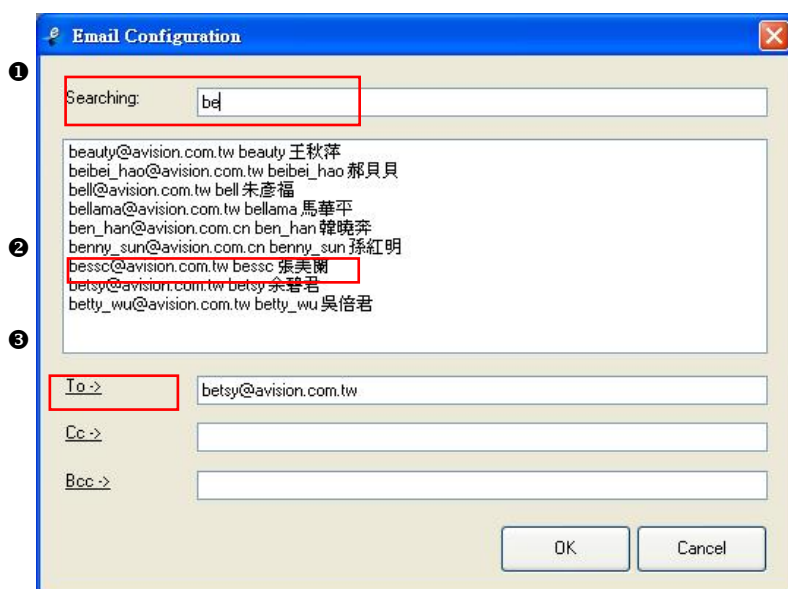 Email Configuration
❶
Searching: be
beauty@avision.com.tw beauty 王秋萍
beibei_hao@avision.com.tw beibei_hao 郝貝貝
bell@avision.com.tw bell 朱彥福
bellama@avision.com.tw bellama 馬華平
ben_han@avision.com.cn ben_han 韓曉奔
❷
benny_sun@avision.com.cn benny_sun 孫紅明
bessc@avision.com.tw bessc 張美蘭
betsy@avision.com.tw betsy 余碧君
betty_wu@avision.com.tw betty_wu 吳倍君
❸
To -> betsy@avision.com.tw
Cc ->
Bcc ->
OK Cancel